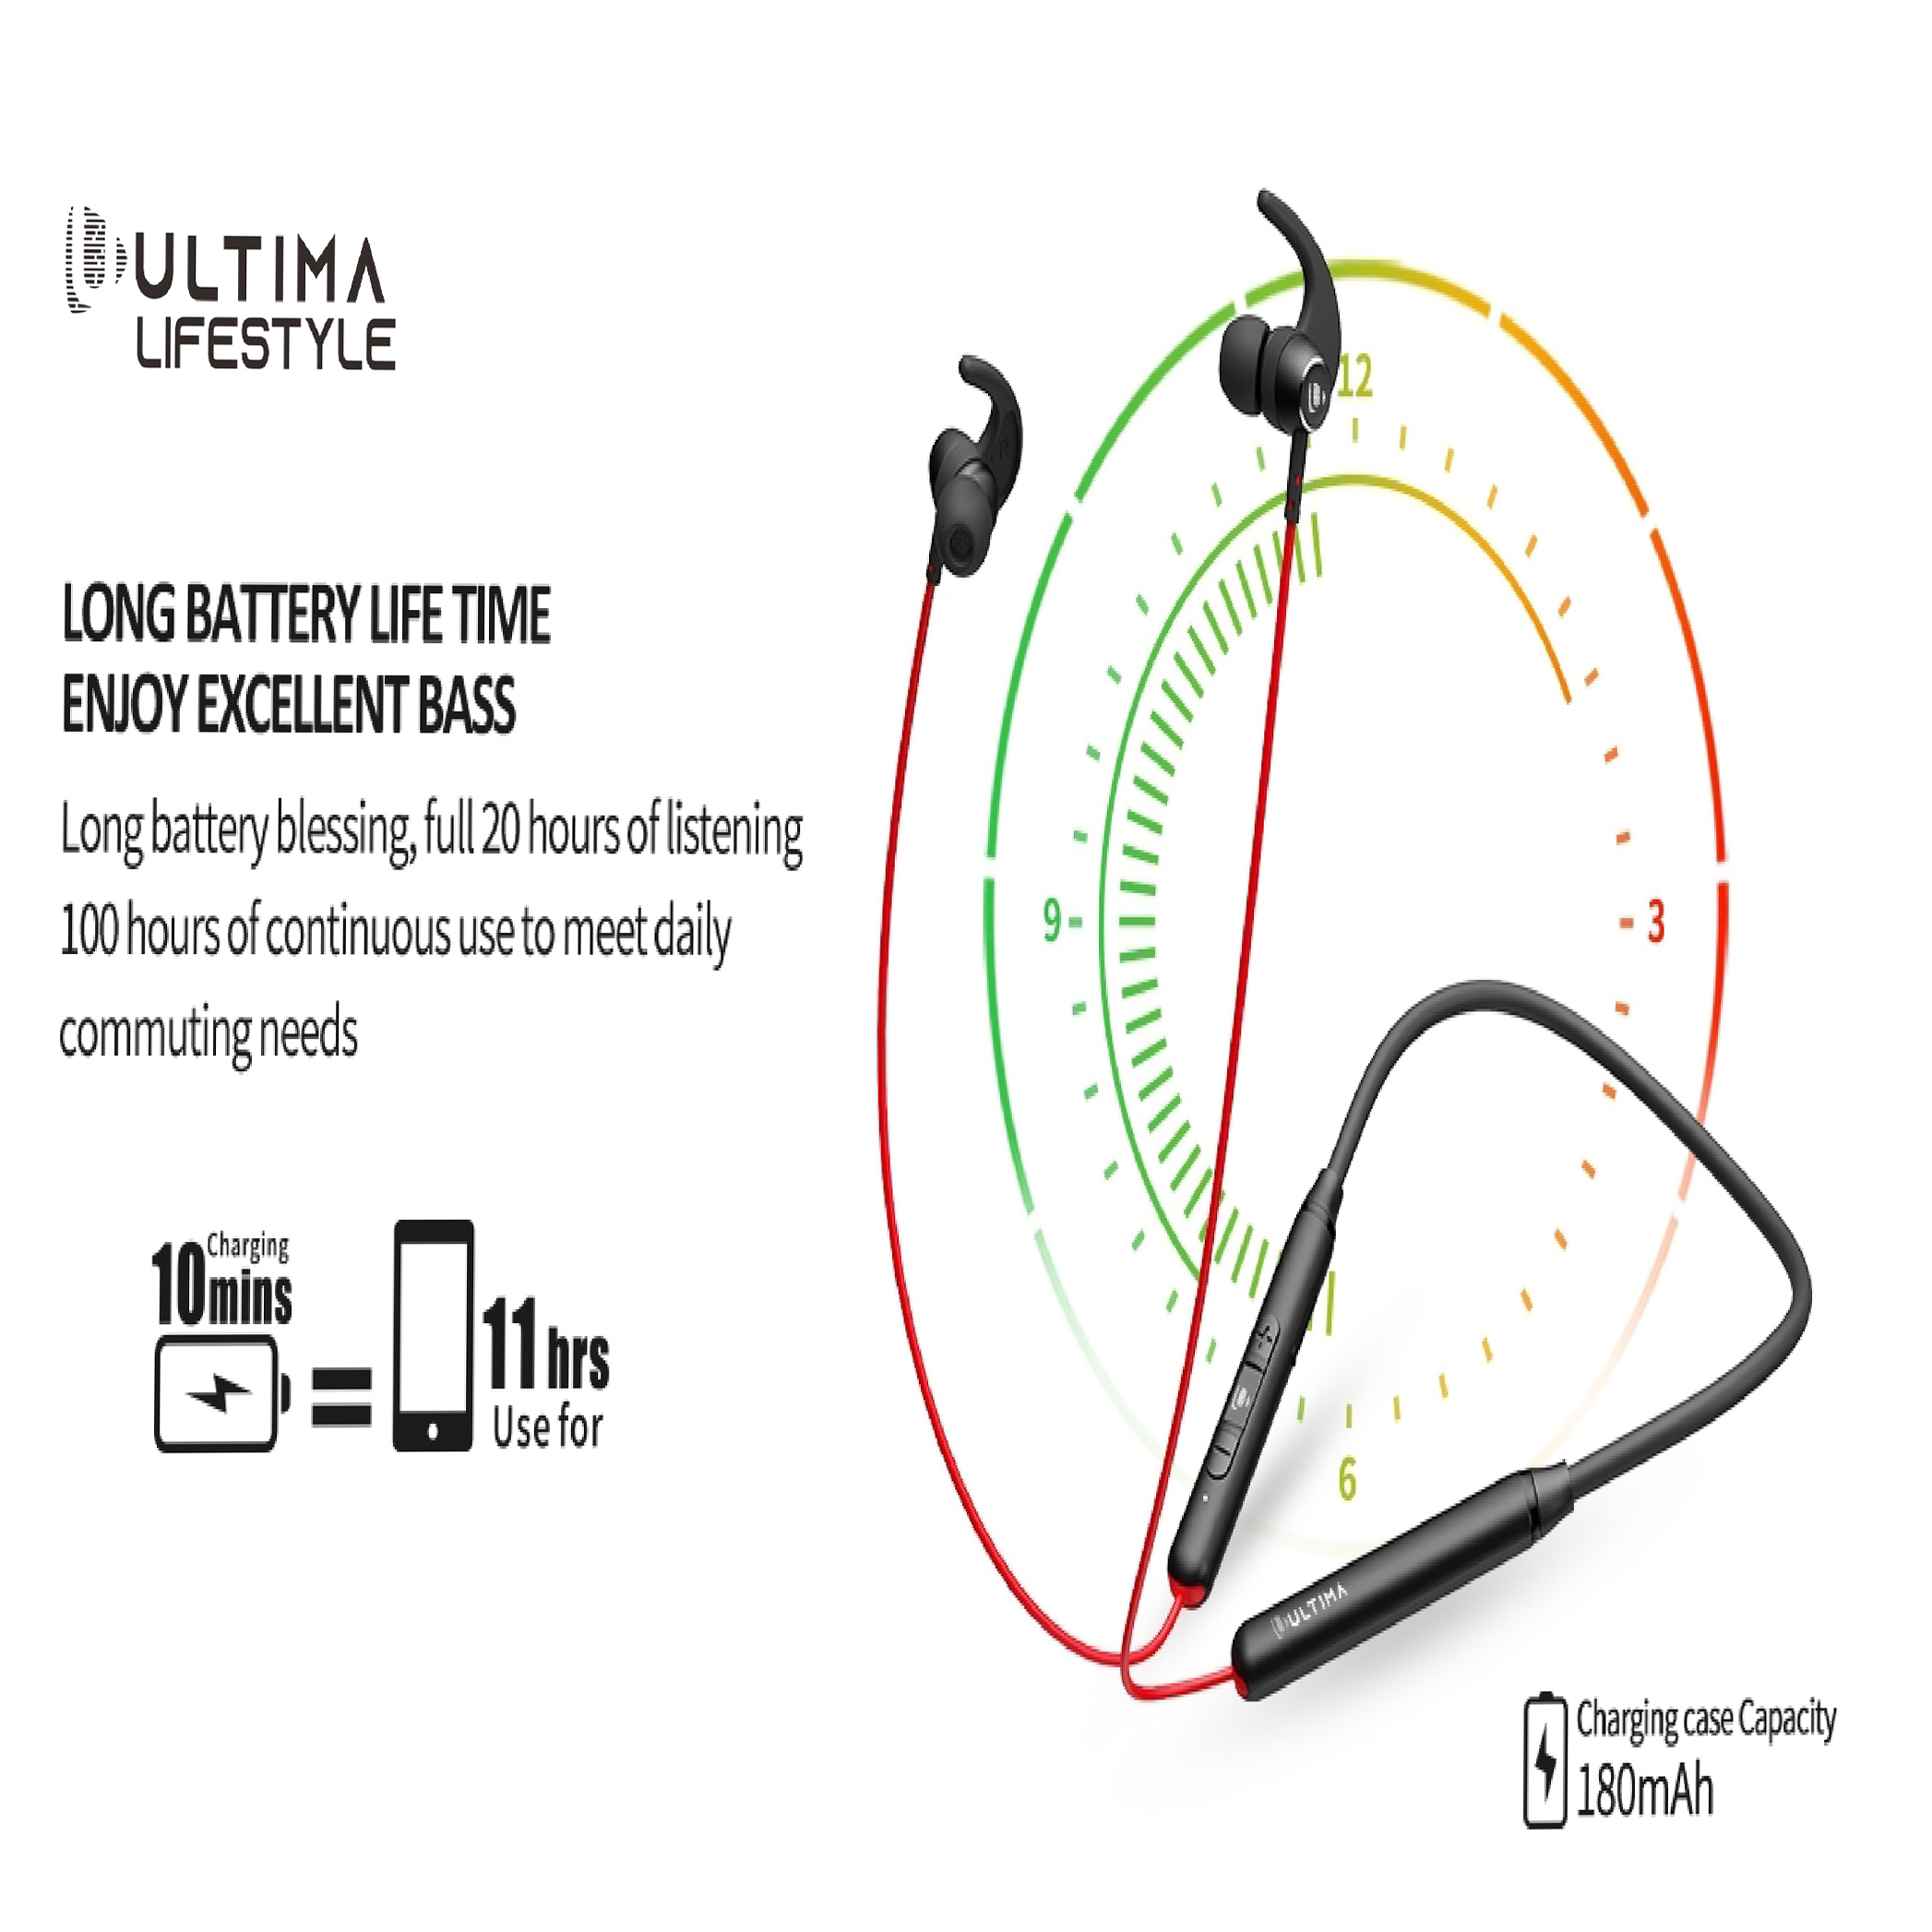 ULTIMA
LIFESTYLE
LONG BATTERY LIFE TIME
ENJOY EXCELLENT BASS
Long battery blessing, full 20 hours of listening
100 hours of continuous use to meet daily
commuting needs
Charging
10mins
11 hrs
Use for
12
9
3
6
ULTIMA
Charging case Capacity
180mAh